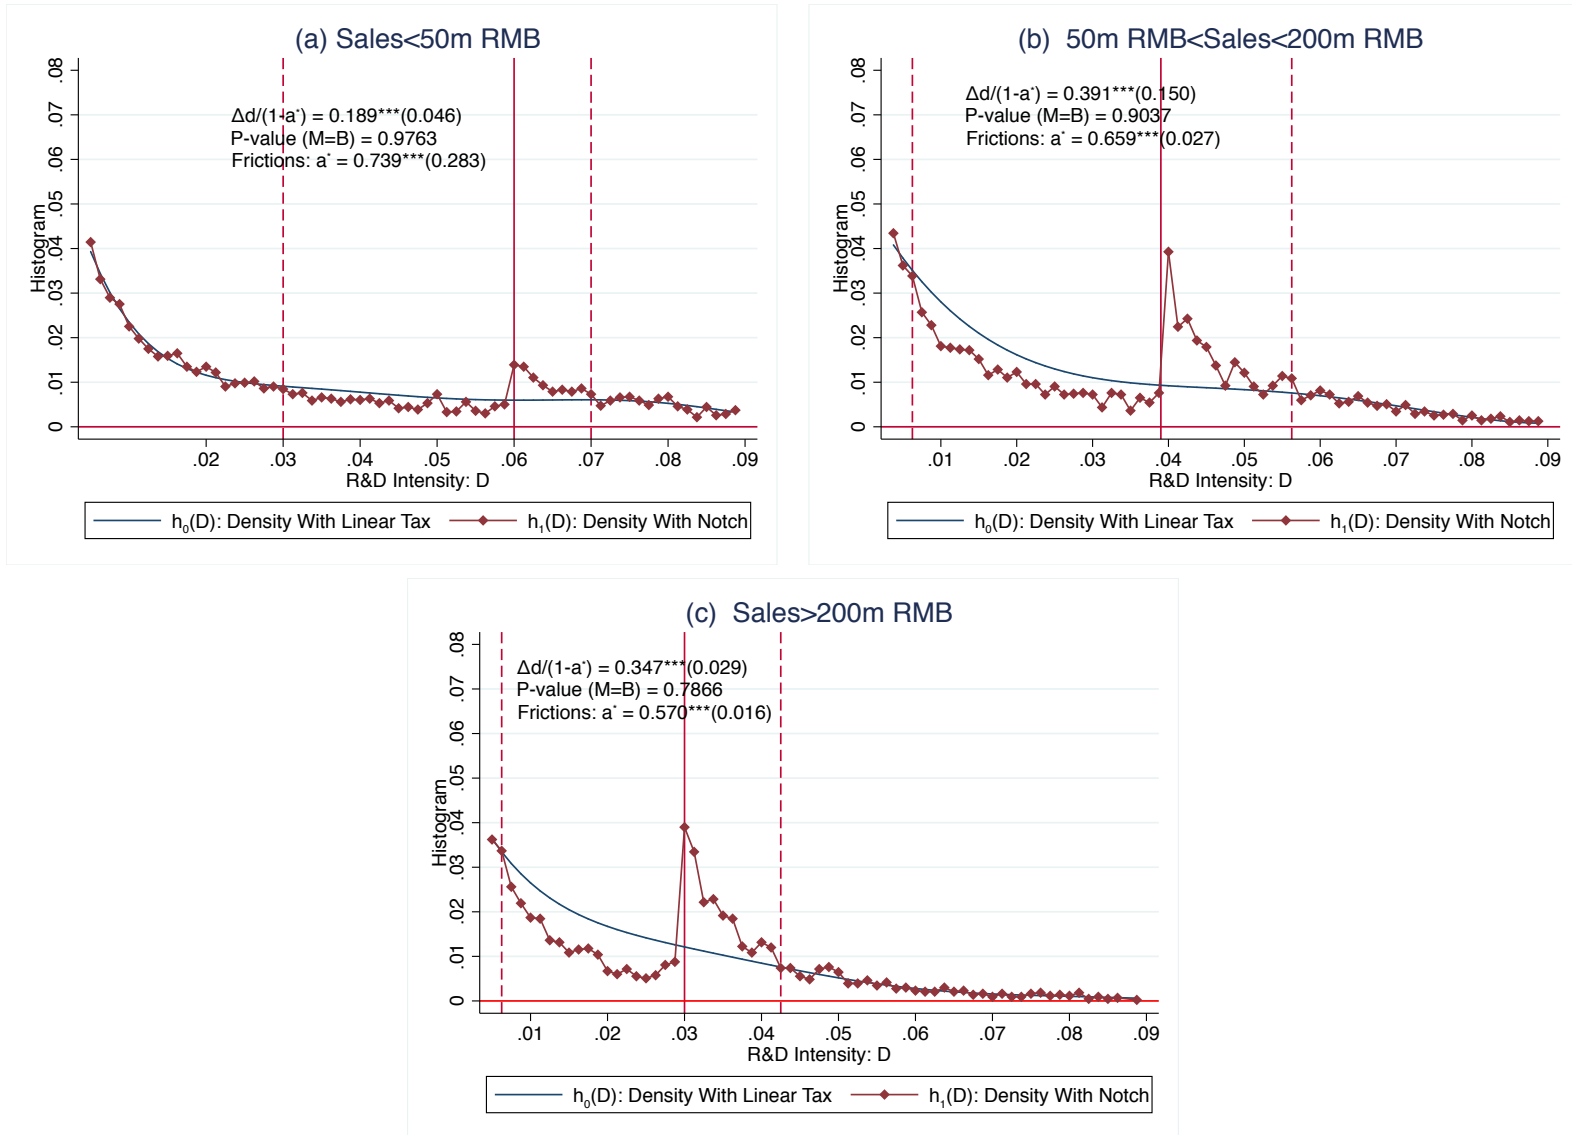 (a) Sales<50m RMB
Δd/(1-a*) = 0.189***(0.046)
P-value (M=B) = 0.9763
Frictions: a* = 0.739***(0.283)
Histogram
0 .01 .02 .03 .04 .05 .06 .07 .08
.02 .03 .04 .05 .06 .07 .08 .09
R&D Intensity: D
h0(D): Density With Linear Tax h1(D): Density With Notch
(b) 50m RMB<Sales<200m RMB
Δd/(1-a*) = 0.391***(0.150)
P-value (M=B) = 0.9037
Frictions: a* = 0.659***(0.027)
Histogram
0 .01 .02 .03 .04 .05 .06 .07 .08
.01 .02 .03 .04 .05 .06 .07 .08 .09
R&D Intensity: D
h0(D): Density With Linear Tax h1(D): Density With Notch
(c) Sales>200m RMB
Δd/(1-a*) = 0.347***(0.029)
P-value (M=B) = 0.7866
Frictions: a* = 0.570***(0.016)
Histogram
0 .01 .02 .03 .04 .05 .06 .07 .08
.01 .02 .03 .04 .05 .06 .07 .08 .09
R&D Intensity: D
h0(D): Density With Linear Tax h1(D): Density With Notch